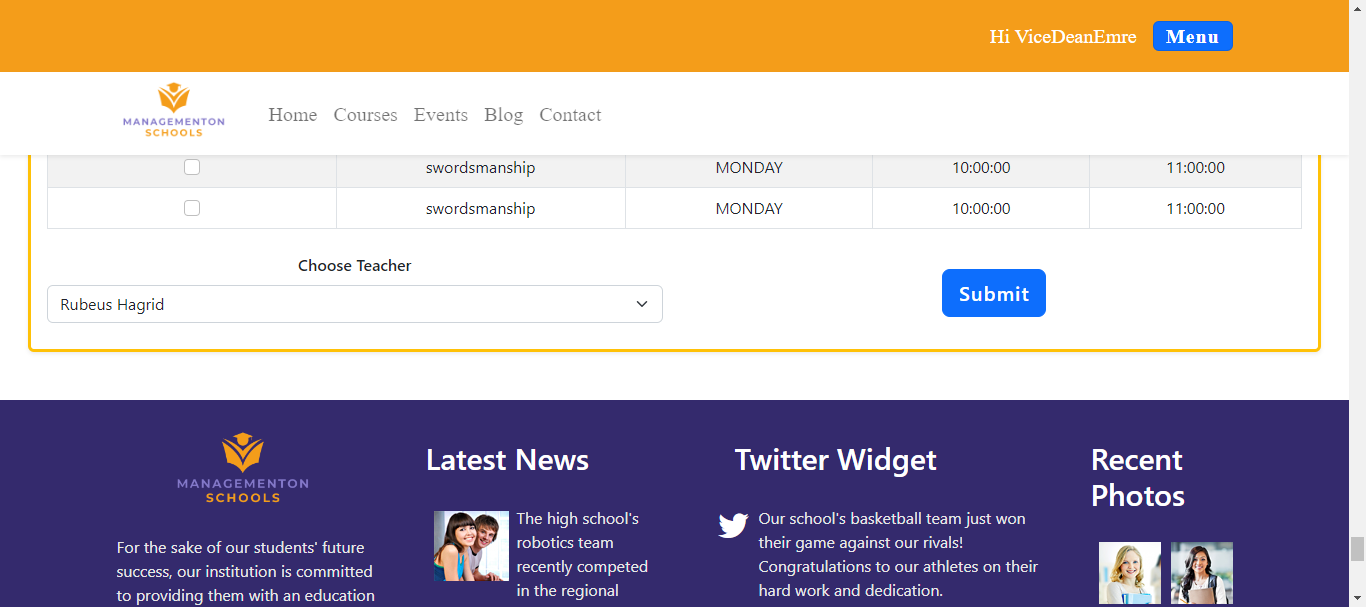 Hi ViceDeanEmre Menu
MANAGEMENTON
SCHOOLS
Home Courses Events Blog Contact
swordsmanship MONDAY 10:00:00 11:00:00
swordsmanship MONDAY 10:00:00 11:00:00
Choose Teacher
Rubeus Hagrid
Submit
MANAGEMENTON
SCHOOLS
For the sake of our students' future
success, our institution is committed
to providing them with an education
Latest News
The high school's
robotics team
recently competed
in the regional
Twitter Widget
Our school's basketball team just won
their game against our rivals!
Congratulations to our athletes on their
hard work and dedication.
Recent
Photos